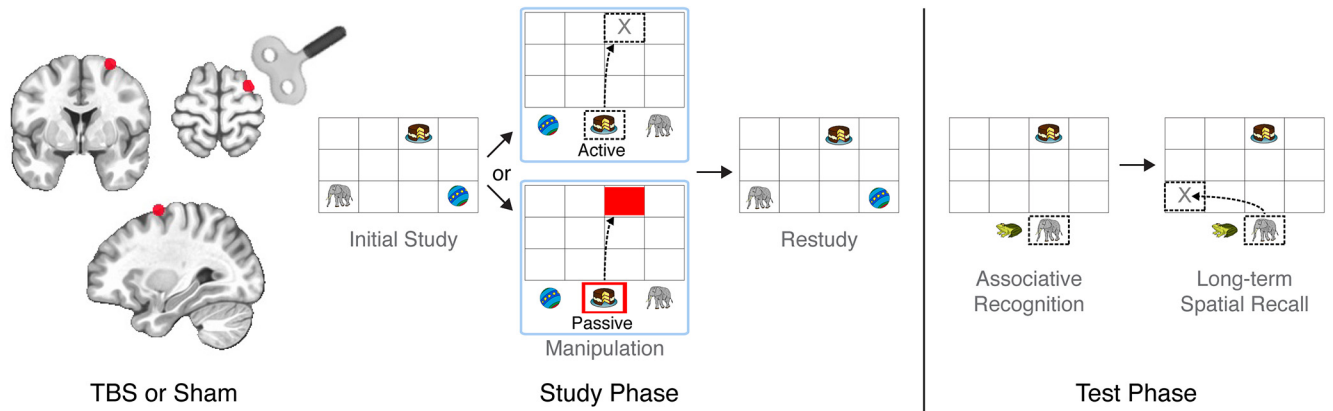 X
Active
or
Passive
Initial Study
Manipulation
Restudy
X
Associative
Recognition
Long-term
Spatial Recall
TBS or Sham
Study Phase
Test Phase